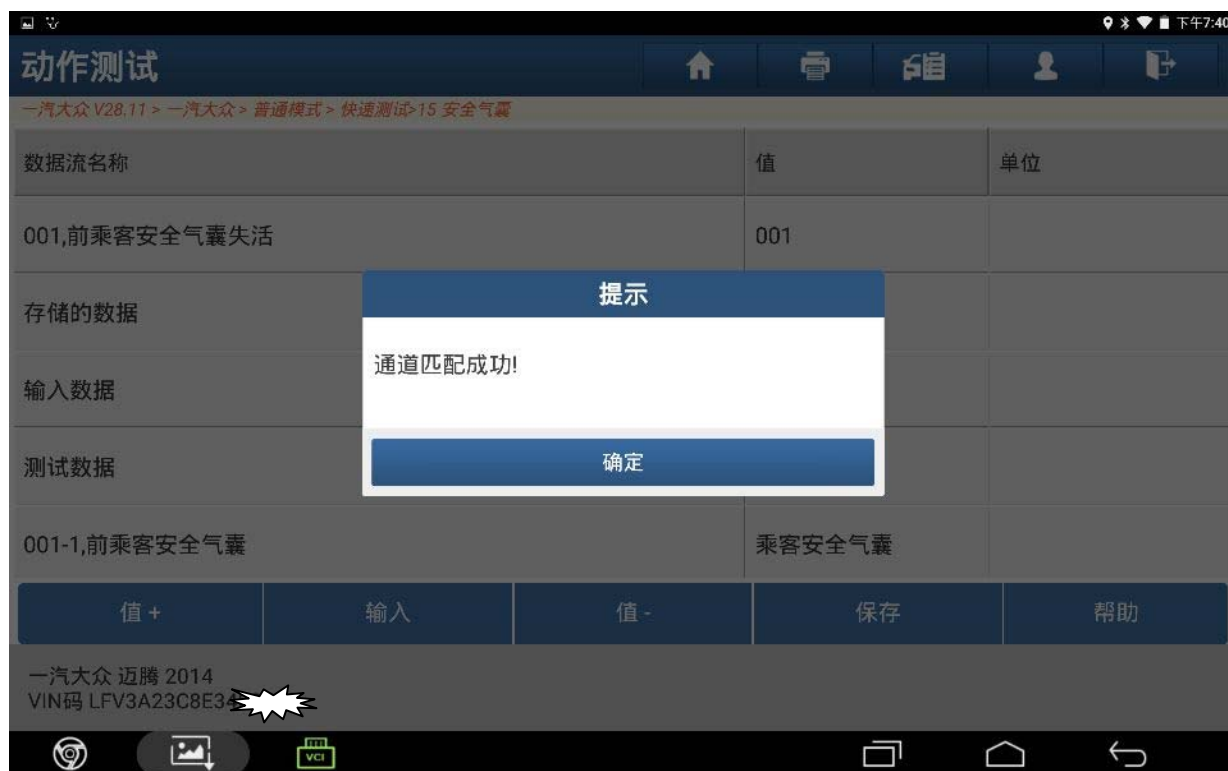 下午7:40
动作测试
一汽大众 V28.11 > 一汽大众 > 普通模式 > 快速测试>15 安全气囊
数据流名称 值 单位
001,前乘客安全气囊失活 001
提示
存储的数据
通道匹配成功!
输入数据
确定
测试数据
001-1,前乘客安全气囊 乘客安全气囊
值 + 输入 值 - 保存 帮助
一汽大众 迈腾 2014
VIN码 LFV3A23C8E3
VCI